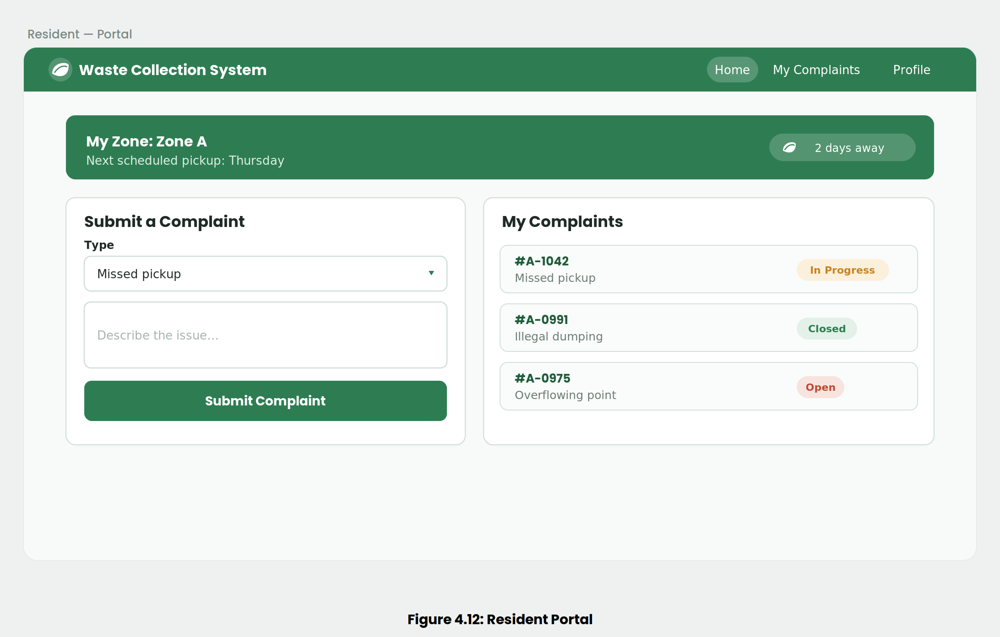 Resident — Portal
Waste Collection System
Home
My Complaints
Profile
My Zone: Zone A
Next scheduled pickup: Thursday
2 days away
Submit a Complaint
Type
Missed pickup
Describe the issue...
Submit Complaint
My Complaints
#A-1042
Missed pickup
In Progress
#A-0991
Illegal dumping
Closed
#A-0975
Overflowing point
Open
Figure 4.12: Resident Portal